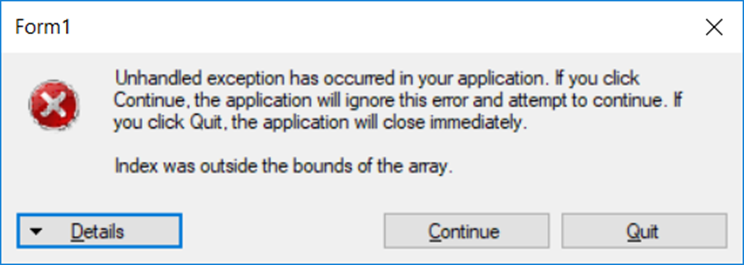 Form1
Unhandled exception has occurred in your application. If you click
Continue, the application will ignore this error and attempt to continue. If
you click Quit, the application will close immediately.
Index was outside the bounds of the array.
Details
Continue
Quit